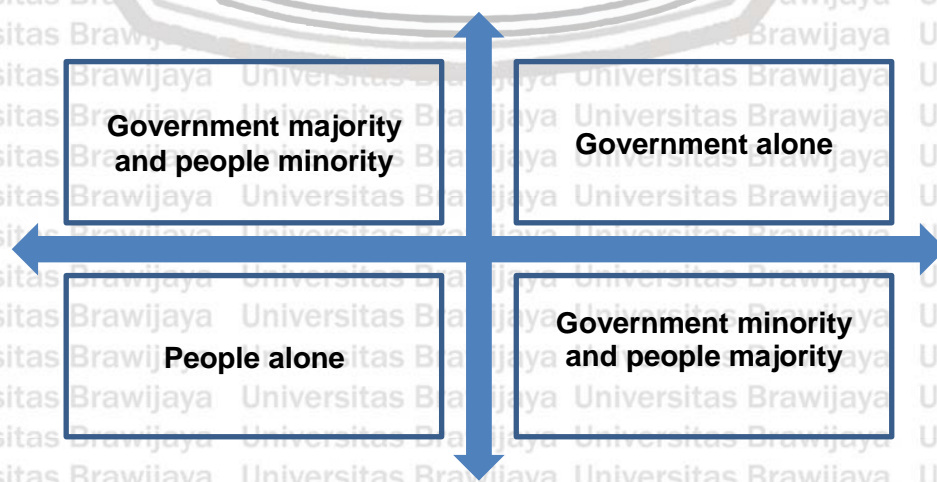 Government majority
and people minority
Government alone
People alone
Government minority
and people majority